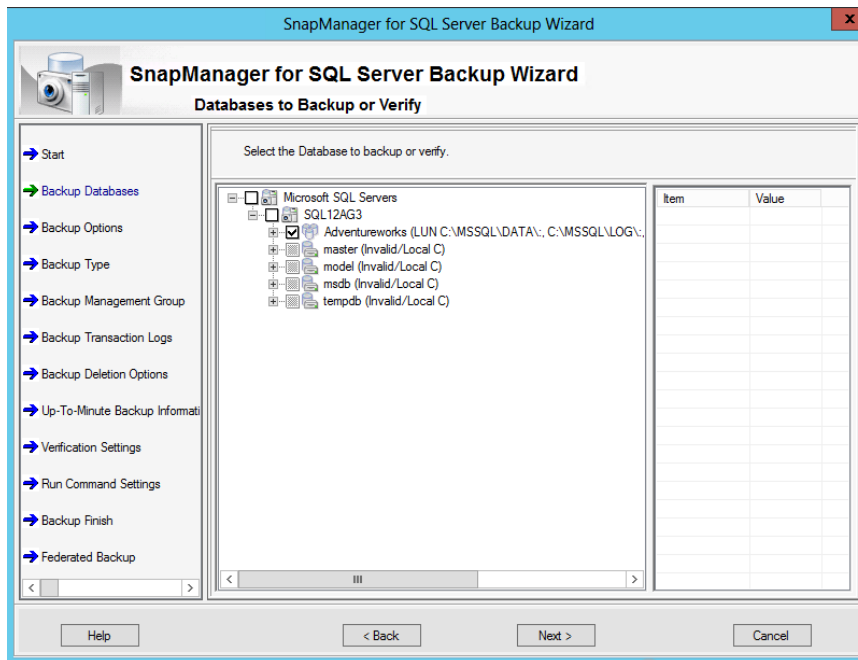 SnapManager for SQL Server Backup Wizard
x
SnapManager for SQL Server Backup Wizard
Databases to Backup or Verify
Start
Backup Databases
Backup Options
Backup Type
Backup Management Group
Backup Transaction Logs
Backup Deletion Options
Up-To-Minute Backup Informati
Verification Settings
Run Command Settings
Backup Finish
Federated Backup
Select the Database to backup or verify.
Microsoft SQL Servers
SQL12AG3
Adventureworks (LUN C:\MSSQL\DATA\:, C:\MSSQL\LOG\:,
master (Invalid/Local C)
model (Invalid/Local C)
msdb (Invalid/Local C)
tempdb (Invalid/Local C)
Item Value
Help < Back Next > Cancel